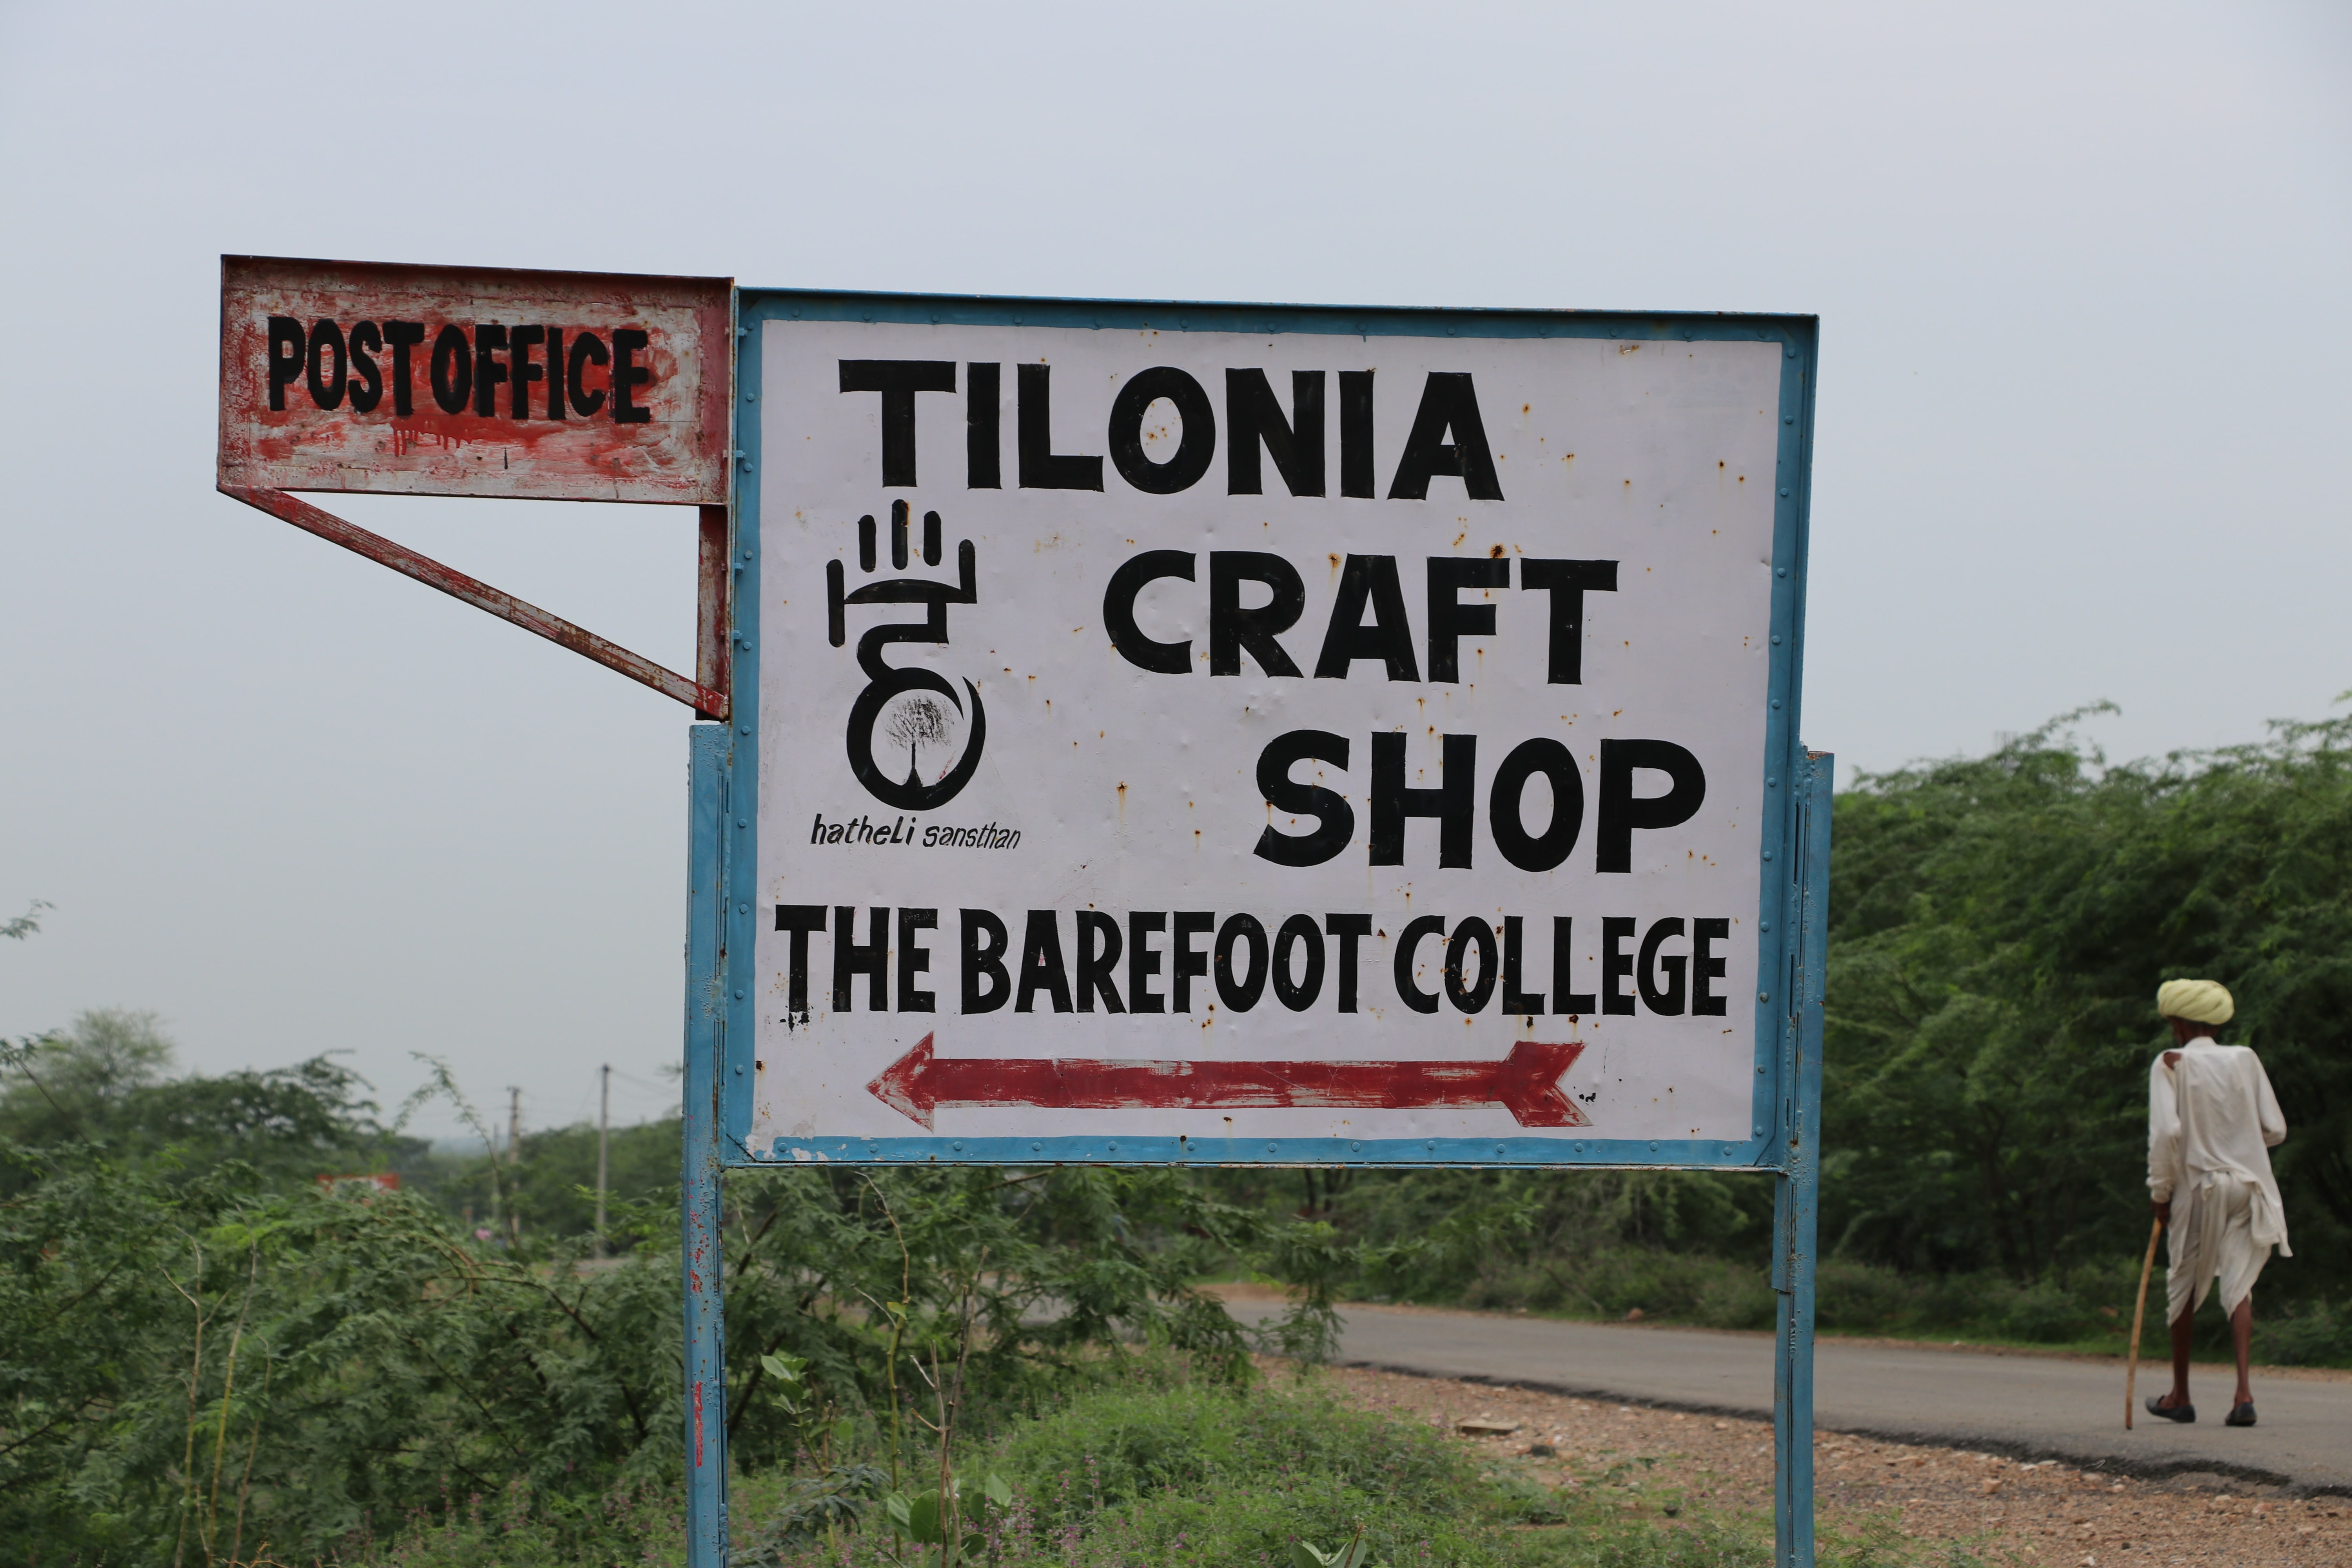 POST OFFICE
TILONIA
CRAFT
SHOP
hatheli sansthan
THE BAREFOOT COLLEGE